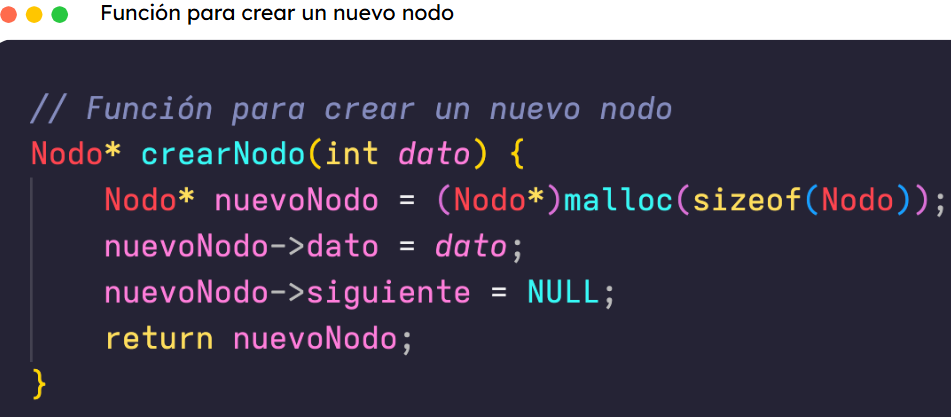 Función para crear un nuevo nodo
// Función para crear un nuevo nodo
Nodo* crearNodo(int dato) {
    Nodo* nuevoNodo = (Nodo*)malloc(sizeof(Nodo));
    nuevoNodo->dato = dato;
    nuevoNodo->siguiente = NULL;
    return nuevoNodo;
}